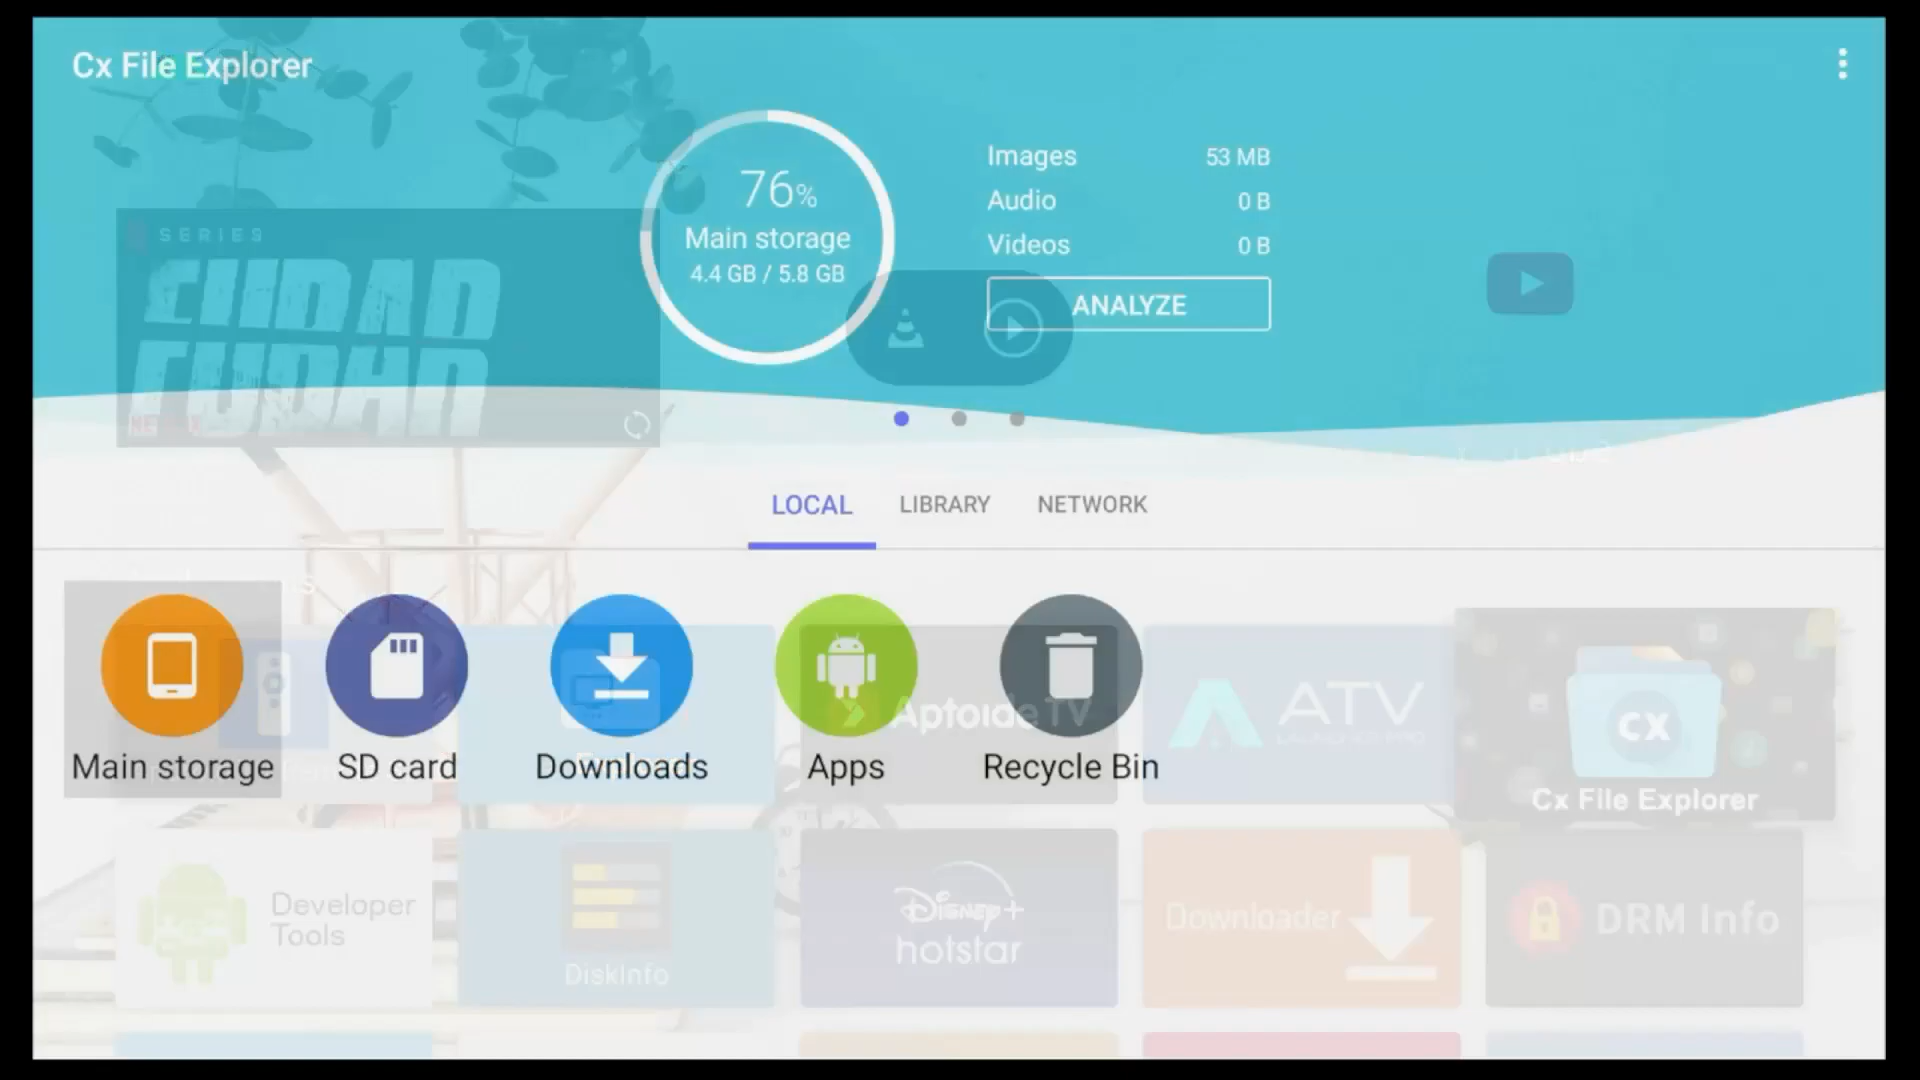 Cx File Explorer
76%
Main storage
4.4 GB / 5.8 GB
Images 53 MB
Audio 0 B
Videos 0 B
ANALYZE
SERIES
LOCAL LIBRARY NETWORK
Main storage SD card Downloads Apps Recycle Bin
Aptoide TV
ATV
CX
Cx File Explorer
Developer
Tools
DiskInfo
Disney+
hotstar
Downloader
DRM Info